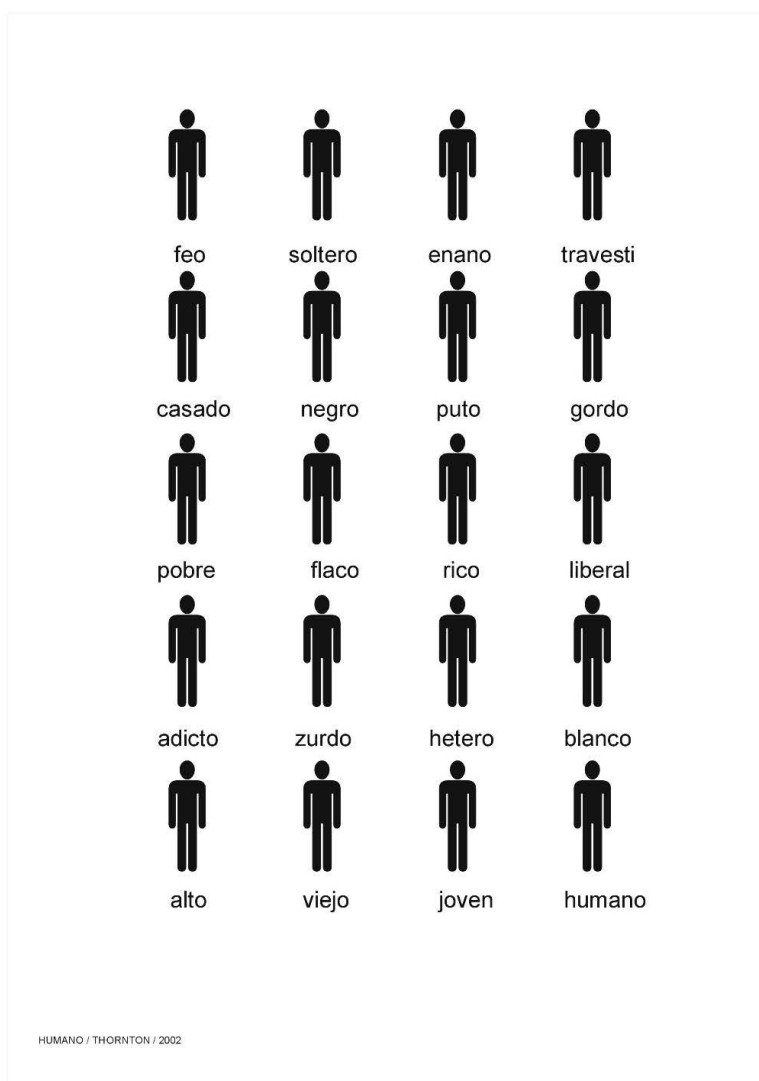 feo soltero enano travesti
casado negro puto gordo
pobre flaco rico liberal
adicto zurdo hetero blanco
alto viejo joven humano
HUMANO / THORNTON / 2002